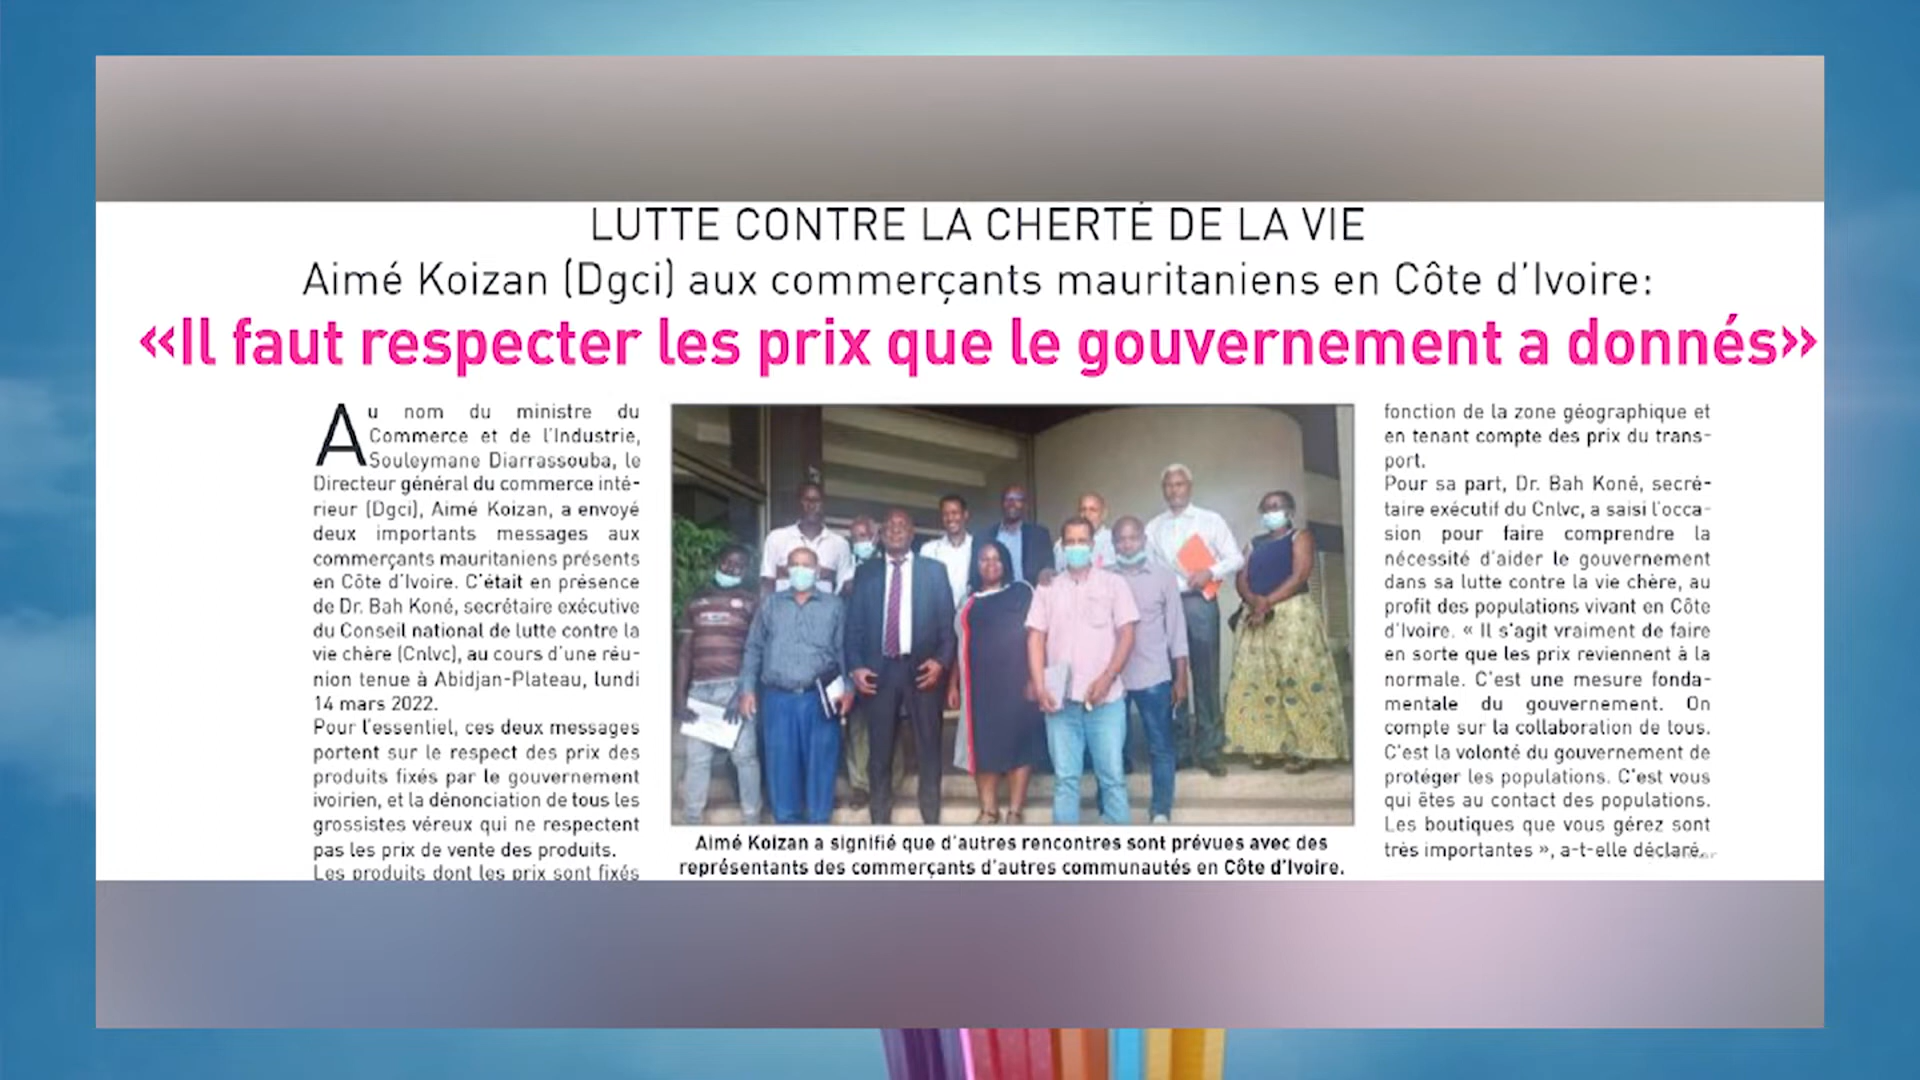 LUTTE CONTRE LA CHERTÉ DE LA VIE
Aimé Koizan (Dgci) aux commerçants mauritaniens en Côte d'Ivoire:
«Il faut respecter les prix que le gouvernement a donnés»
Au nom du ministre du
Commerce et de l'Industrie,
Souleymane Diarrassouba, le
Directeur général du commerce inté-
rieur (Dgci), Aimé Koizan, a envoyé
deux importants messages aux
commerçants mauritaniens présents
en Côte d'Ivoire. C'était en présence
de Dr. Bah Koné, secrétaire exécutive
du Conseil national de lutte contre la
vie chère (Cnlvc), au cours d'une réu-
nion tenue à Abidjan-Plateau, lundi
14 mars 2022.
Pour l'essentiel, ces deux messages
portent sur le respect des prix des
produits fixés par le gouvernement
ivoirien, et la dénonciation de tous les
grossistes véreux qui ne respectent
pas les prix de vente des produits.
Les produits dont les prix sont fixés
Aimé Koizan a signifié que d'autres rencontres sont prévues avec des
représentants des commerçants d'autres communautés en Côte d'Ivoire.
fonction de la zone géographique et
en tenant compte des prix du trans-
port.
Pour sa part, Dr. Bah Koné, secré-
taire exécutif du Cnlvc, a saisi l'occa-
sion pour faire comprendre la
nécessité d'aider le gouvernement
dans sa lutte contre la vie chère, au
profit des populations vivant en Côte
d'Ivoire. « Il s'agit vraiment de faire
en sorte que les prix reviennent à la
normale. C'est une mesure fonda-
mentale du gouvernement. On
compte sur la collaboration de tous.
C'est la volonté du gouvernement de
protéger les populations. C'est vous
qui êtes au contact des populations.
Les boutiques que vous gérez sont
très importantes », a-t-elle déclaré.